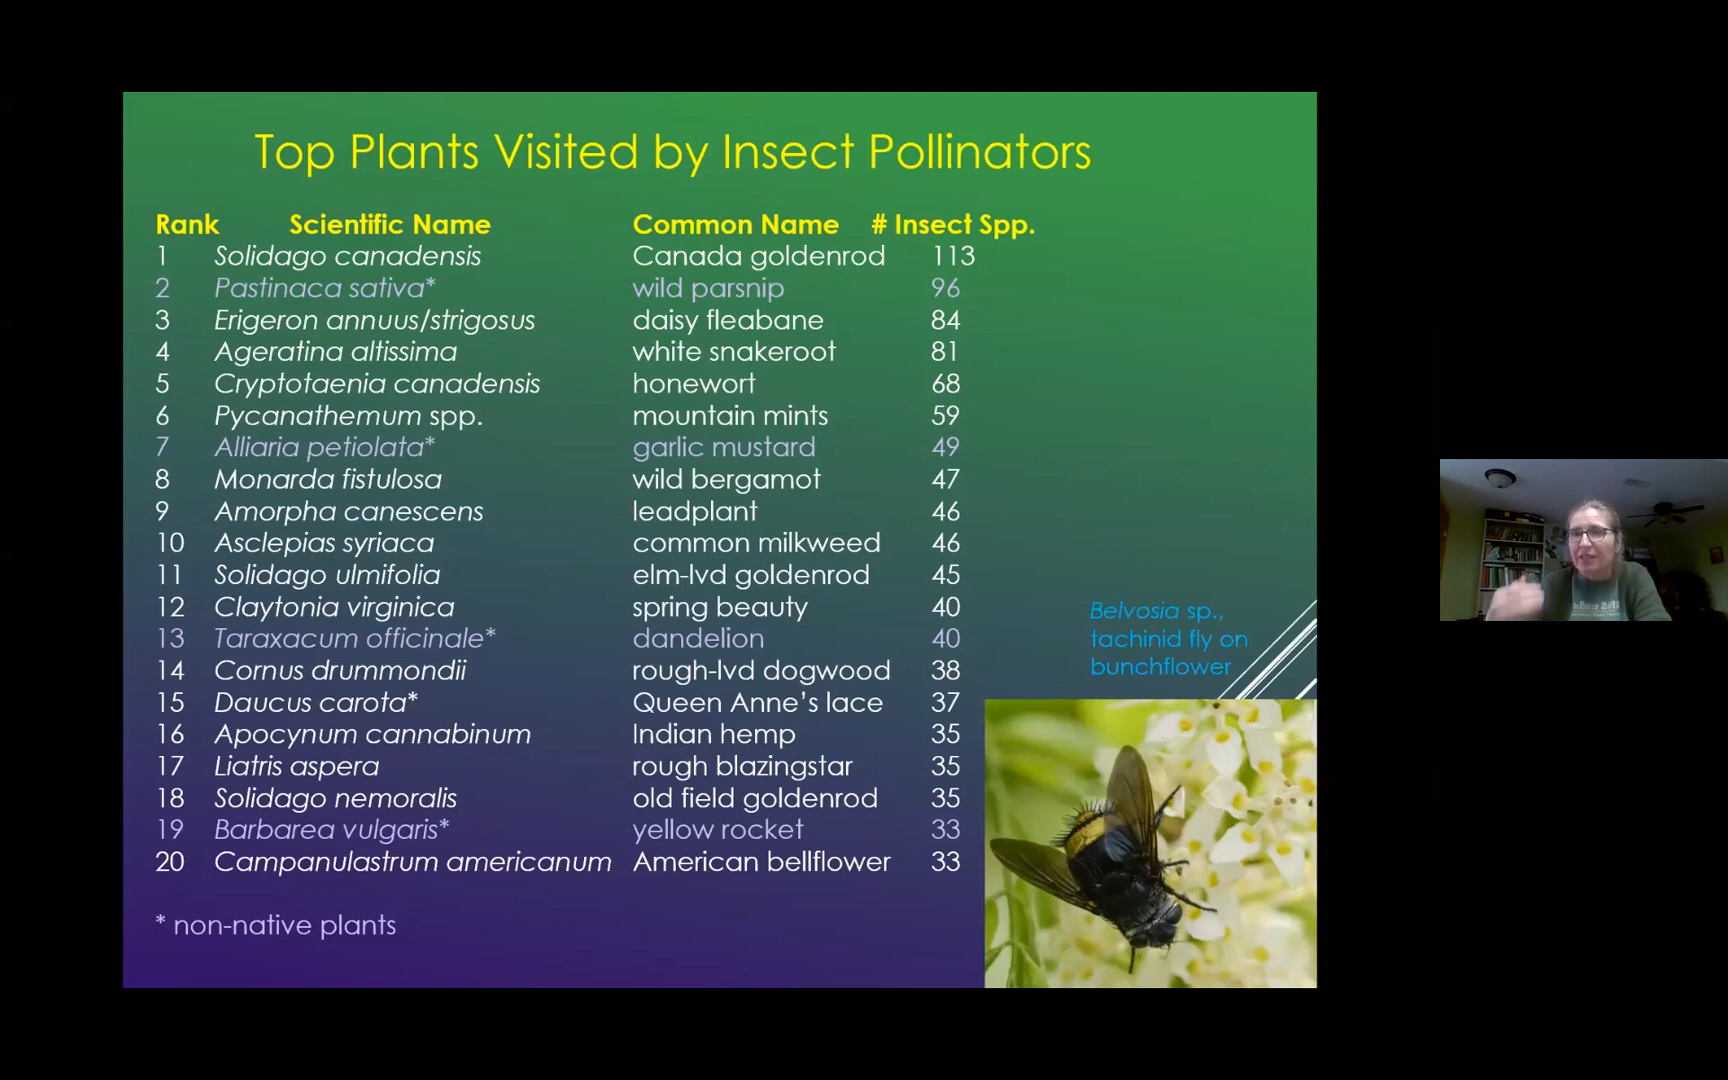 Top Plants Visited by Insect Pollinators
Rank Scientific Name Common Name # Insect Spp.
1 Solidago canadensis Canada goldenrod 113
2 Pastinaca sativa* wild parsnip 96
3 Erigeron annuus/strigosus daisy fleabane 84
4 Ageratina altissima white snakeroot 81
5 Cryptotaenia canadensis honewort 68
6 Pycanathemum spp. mountain mints 59
7 Alliaria petiolata* garlic mustard 49
8 Monarda fistulosa wild bergamot 47
9 Amorpha canescens leadplant 46
10 Asclepias syriaca common milkweed 46
11 Solidago ulmifolia elm-lvd goldenrod 45
12 Claytonia virginica spring beauty 40
13 Taraxacum officinale* dandelion 40
14 Cornus drummondii rough-lvd dogwood 38
15 Daucus carota* Queen Anne's lace 37
16 Apocynum cannabinum Indian hemp 35
17 Liatris aspera rough blazingstar 35
18 Solidago nemoralis old field goldenrod 35
19 Barbarea vulgaris* yellow rocket 33
20 Campanulastrum americanum American bellflower 33
* non-native plants
Belvosia sp.,
tachinid fly on
bunchflower